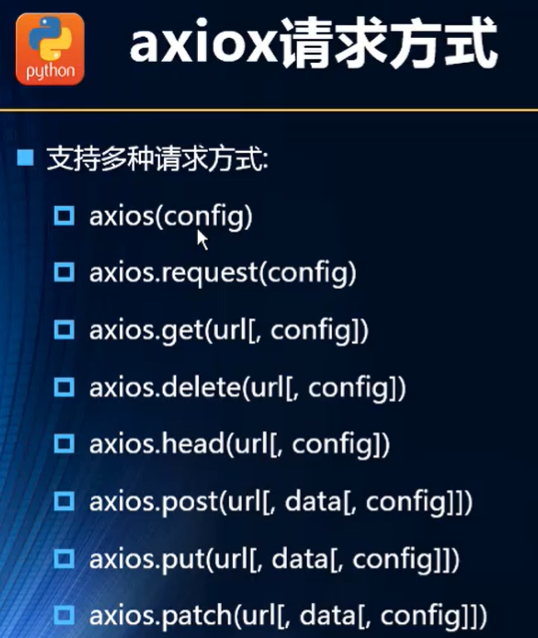 python
axiox请求方式
支持多种请求方式:
axios(config)
axios.request(config)
axios.get(url[, config])
axios.delete(url[, config])
axios.head(url[, config])
axios.post(url[, data[, config]])
axios.put(url[, data[, config]])
axios.patch(url[, data[, config]])